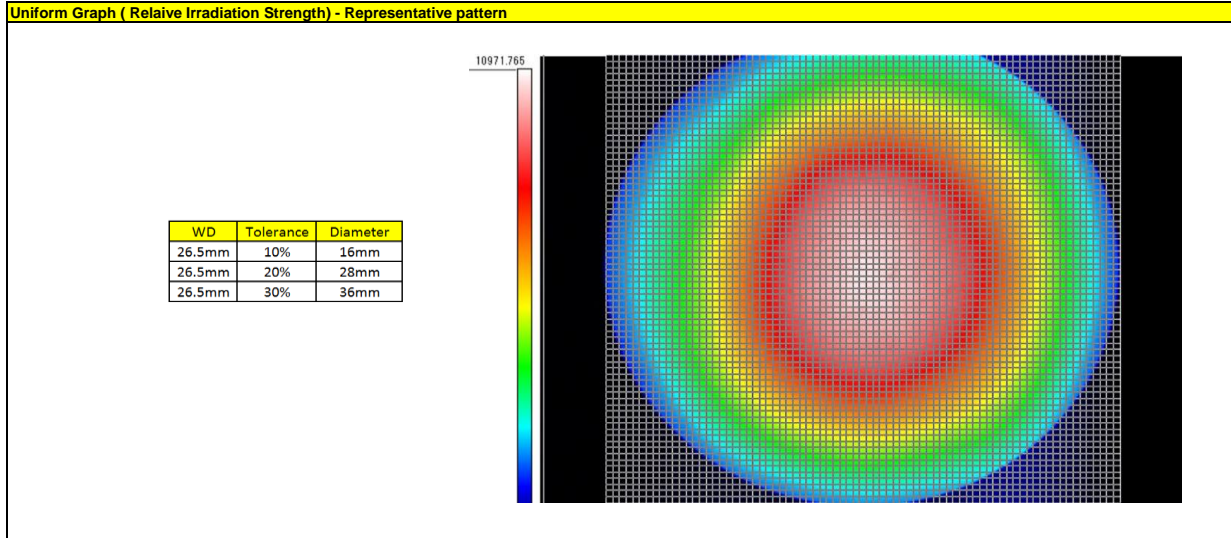 Uniform Graph ( Relaive Irradiation Strength) - Representative pattern
10971.765
WD Tolerance Diameter
26.5mm 10% 16mm
26.5mm 20% 28mm
26.5mm 30% 36mm